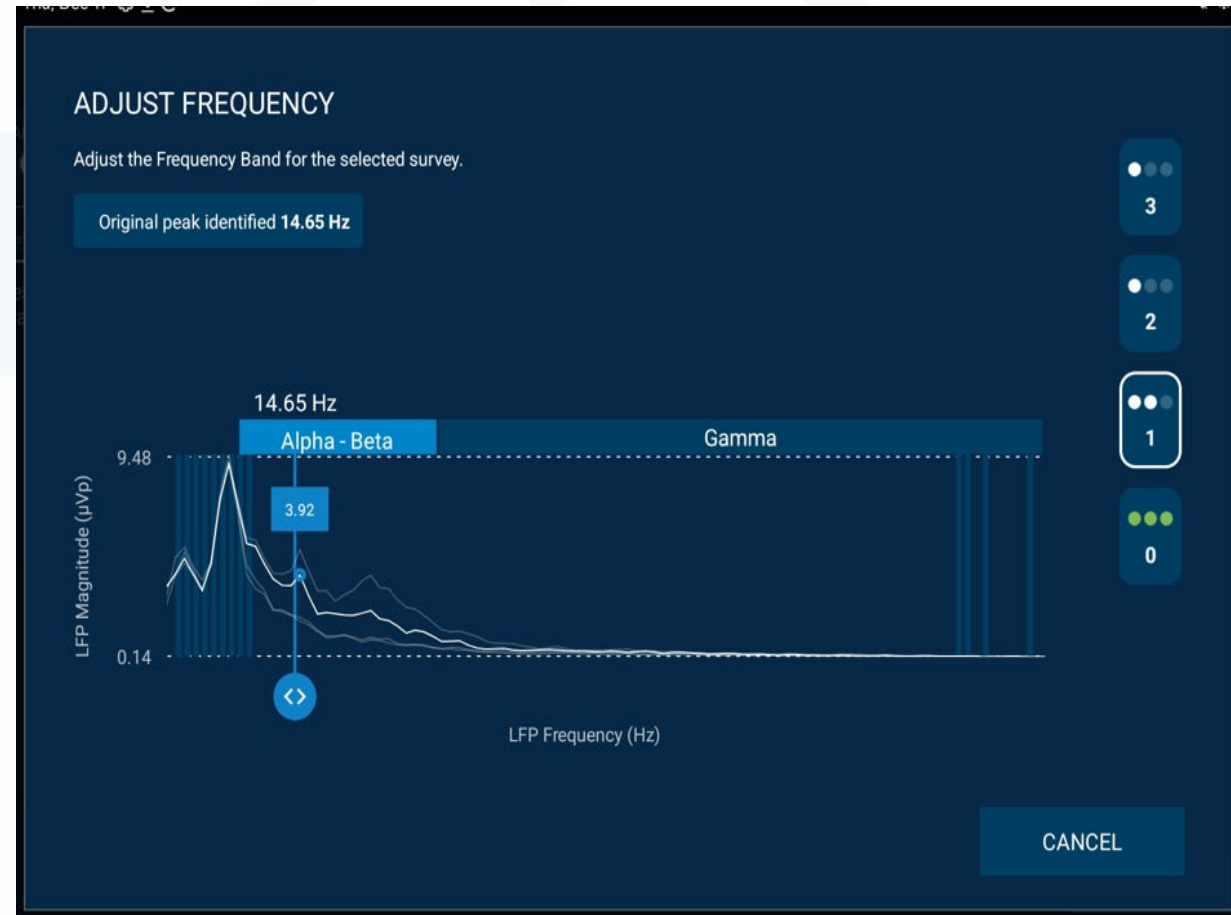 ADJUST FREQUENCY
Adjust the Frequency Band for the selected survey.
Original peak identified 14.65 Hz
3
2
1
0
14.65 Hz
Alpha - Beta
Gamma
9.48
3.92
LFP Magnitude (μVp)
0.14
LFP Frequency (Hz)
CANCEL